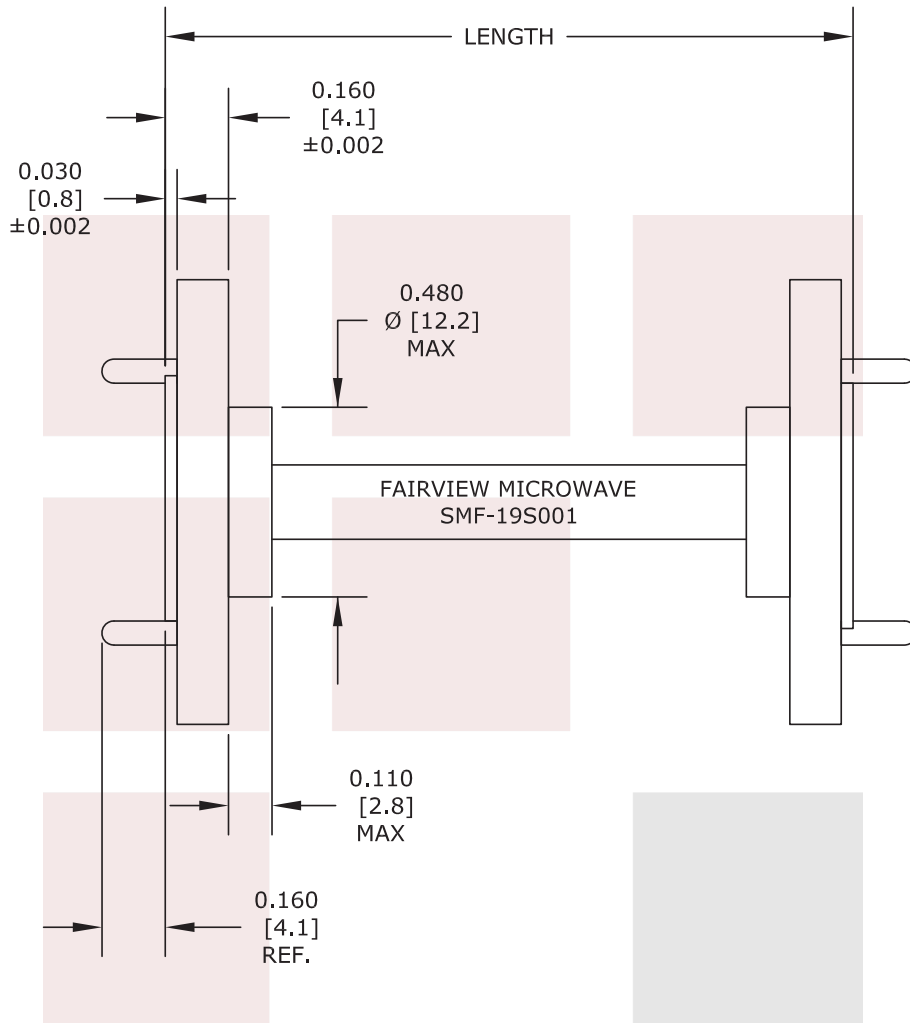 LENGTH
0.160
[4.1]
±0.002
0.030
[0.8]
±0.002
0.480
Ø [12.2]
MAX
FAIRVIEW MICROWAVE
SMF-19S001
0.110
[2.8]
MAX
0.160
[4.1]
REF.